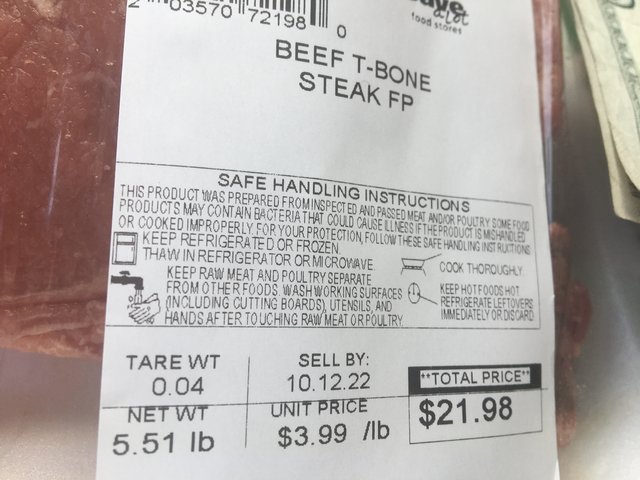 2 03570 72198 0
a lot
food stores
BEEF T-BONE
STEAK FP
SAFE HANDLING INSTRUCTIONS
THIS PRODUCT WAS PREPARED FROM INSPECTED AND PASSED MEAT AND/OR POULTRY. SOME FOOD
PRODUCTS MAY CONTAIN BACTERIA THAT COULD CAUSE ILLNESS IF THE PRODUCT IS MISHANDLED
OR COOKED IMPROPERLY. FOR YOUR PROTECTION, FOLLOW THESE SAFE HANDLING INSTRUCTIONS
KEEP REFRIGERATED OR FROZEN.
THAW IN REFRIGERATOR OR MICROWAVE
COOK THOROUGHLY.
KEEP RAW MEAT AND POULTRY SEPARATE
FROM OTHER FOODS. WASH WORKING SURFACES
(INCLUDING CUTTING BOARDS), UTENSILS, AND
HANDS AFTER TOUCHING RAW MEAT OR POULTRY.
KEEP HOT FOODS HOT.
REFRIGERATE LEFTOVERS
IMMEDIATELY OR DISCARD
TARE WT
0.04
SELL BY:
10.12.22
**TOTAL PRICE**
$21.98
NET WT
5.51 lb
UNIT PRICE
$3.99 /lb